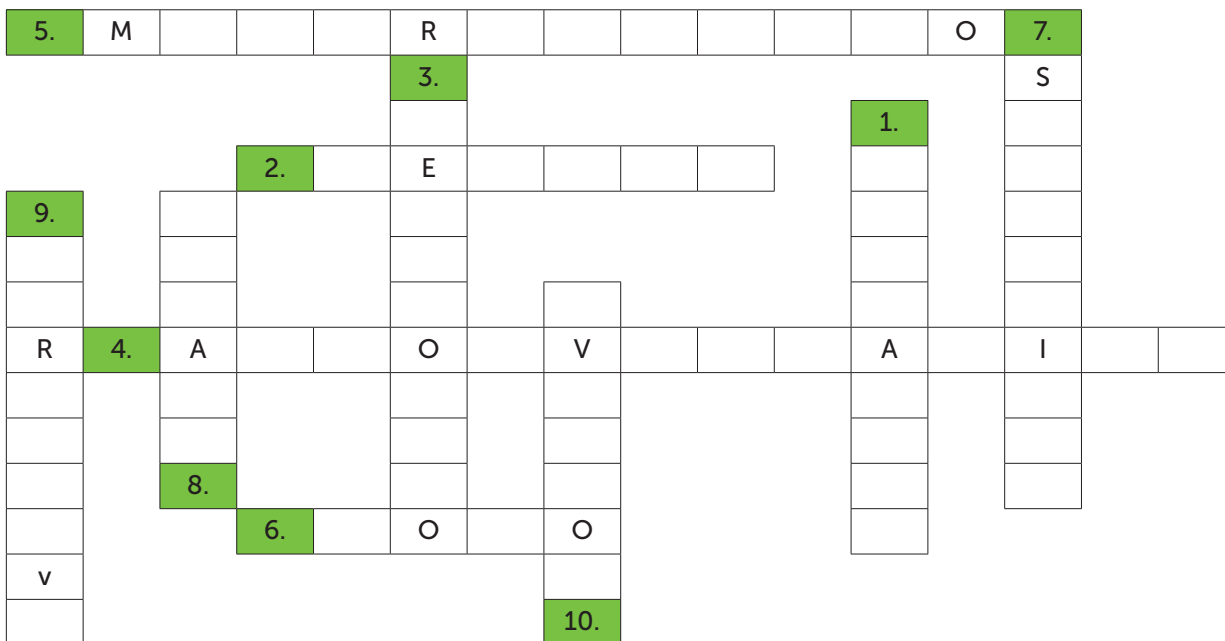 5. M R O 7.
3. S
1.
2. E
9.
R 4. A O V A I
8.
6. O O
v
10.